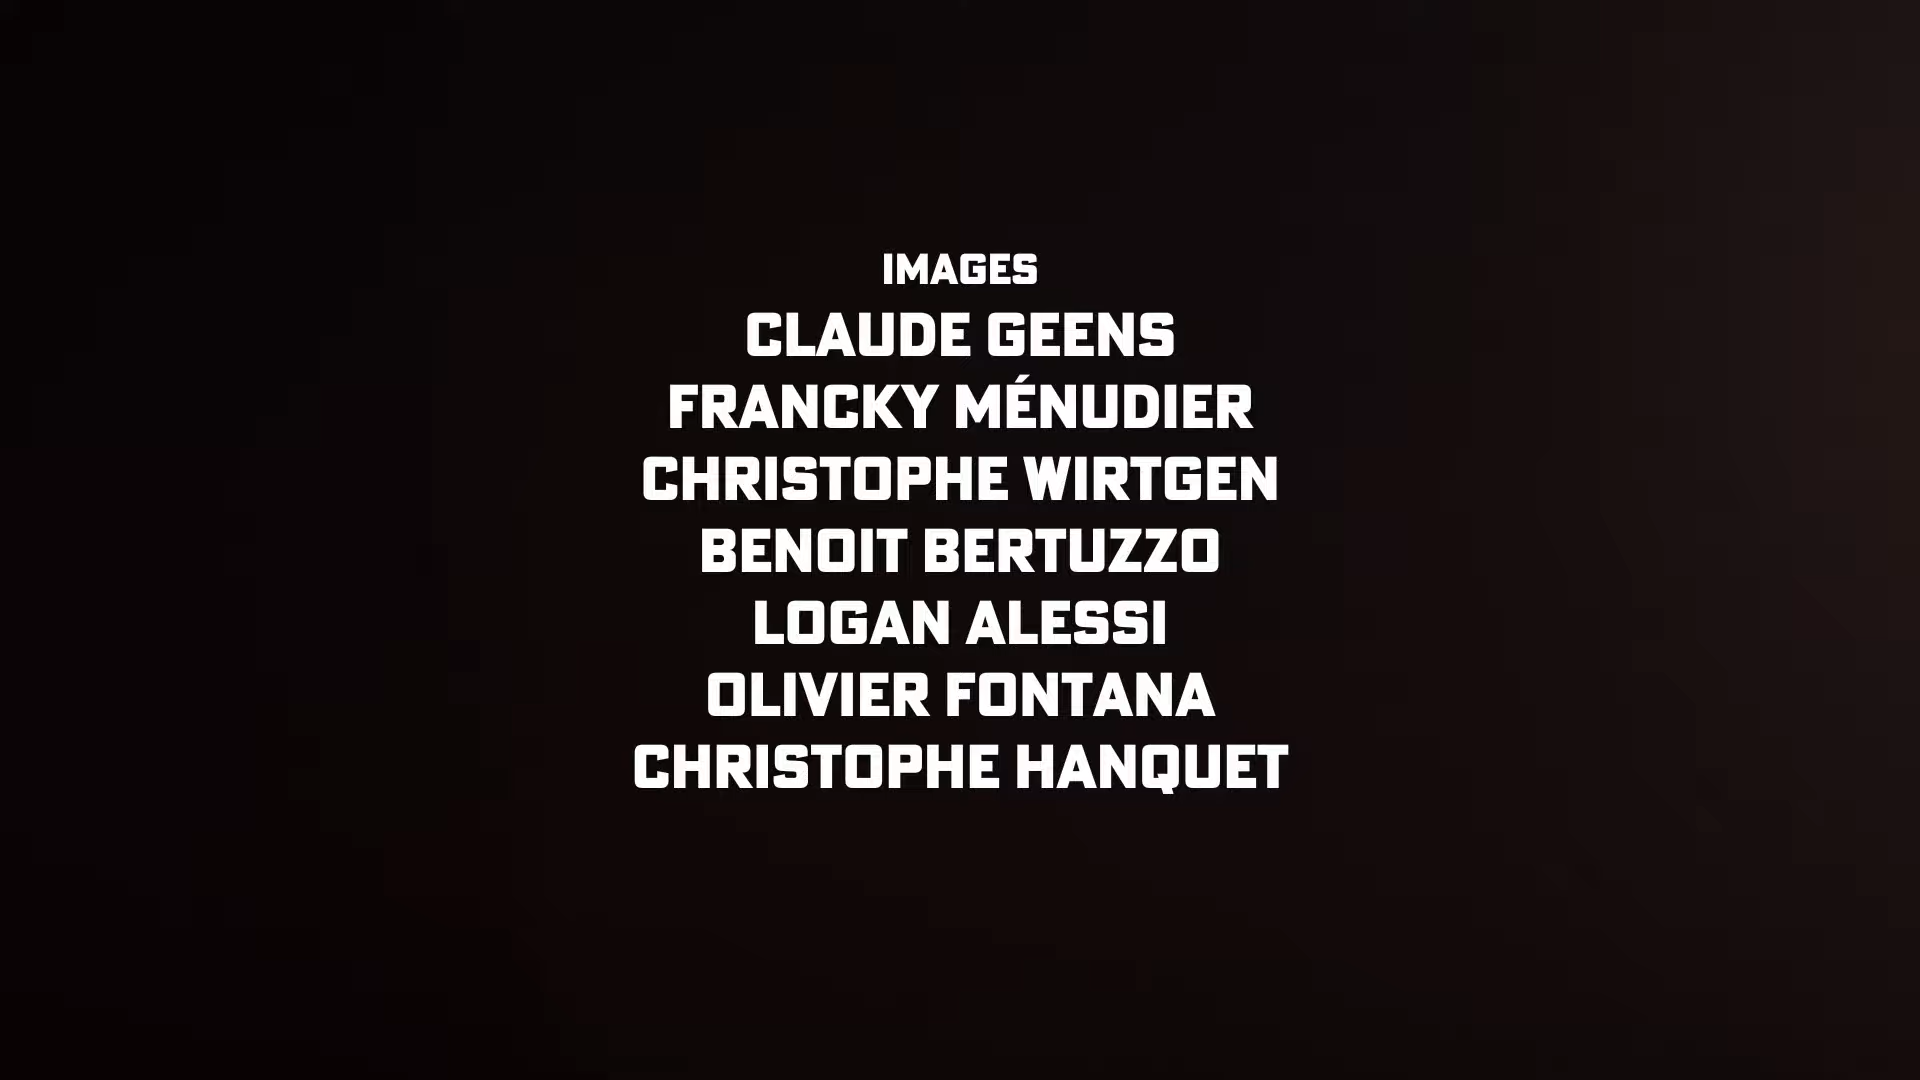 IMAGES
CLAUDE GEENS
FRANCKY MÉNUDIER
CHRISTOPHE WIRTGEN
BENOIT BERTUZZO
LOGAN ALESSI
OLIVIER FONTANA
CHRISTOPHE HANQUET